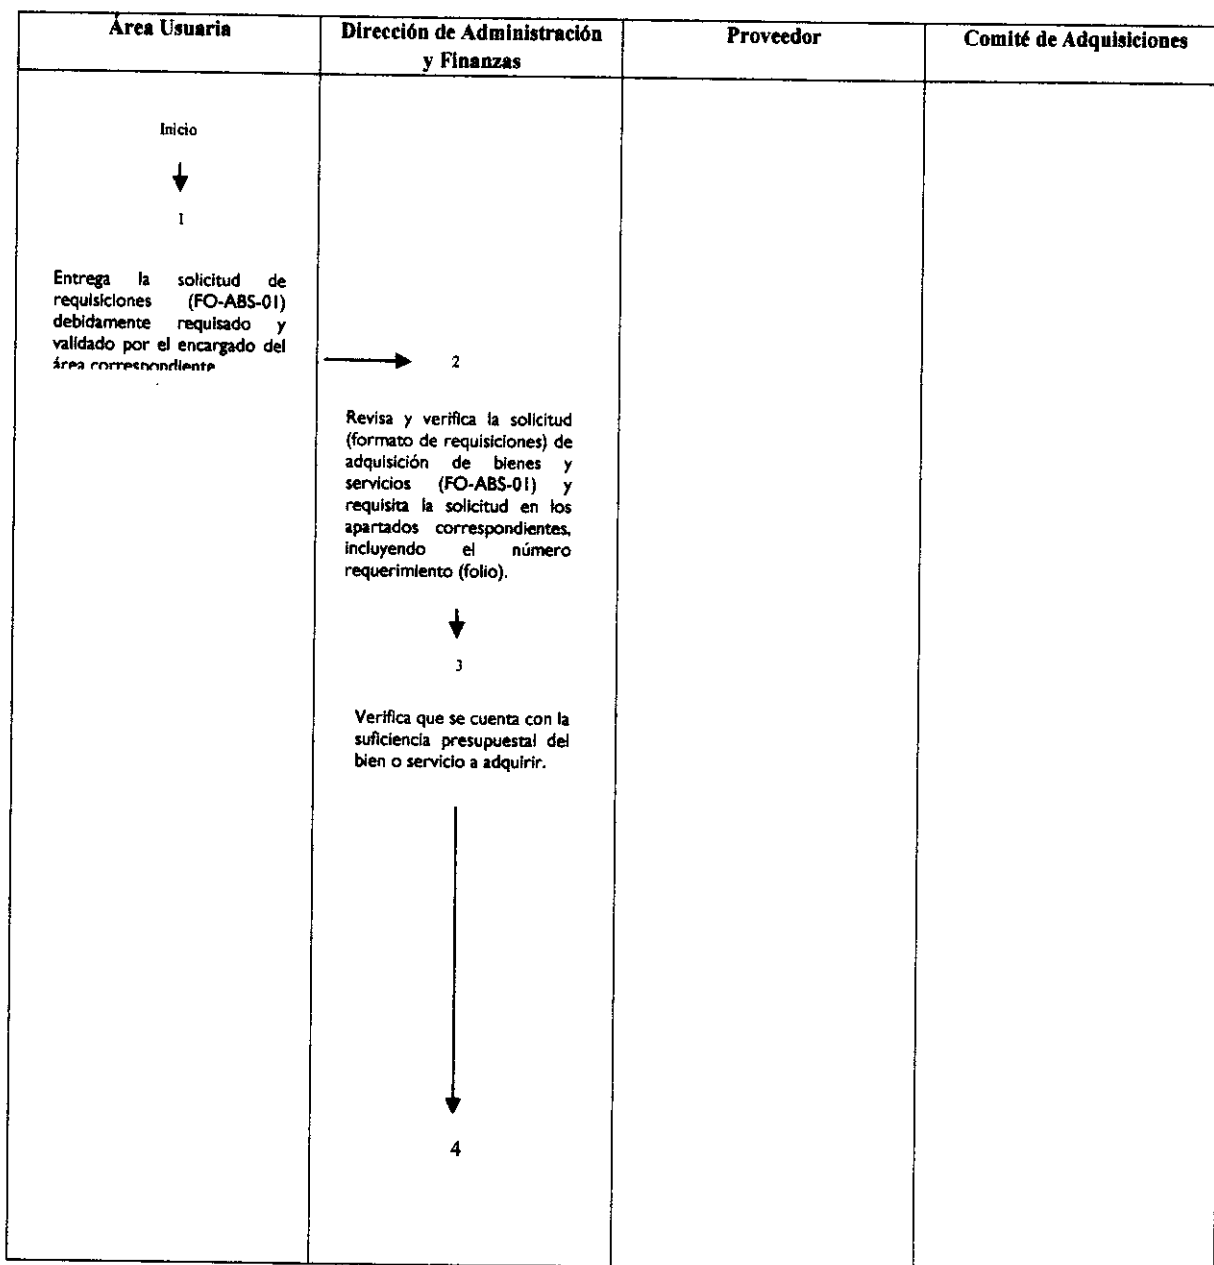 Área Usuaria
Dirección de Administración
y Finanzas
Proveedor
Comité de Adquisiciones
Inicio
1
Entrega la solicitud de
requisiciones (FO-ABS-01)
debidamente requisado y
validado por el encargado del
área correspondiente
2
Revisa y verifica la solicitud
(formato de requisiciones) de
adquisición de bienes y
servicios (FO-ABS-01) y
requisita la solicitud en los
apartados correspondientes,
incluyendo el número
requerimiento (folio).
3
Verifica que se cuenta con la
suficiencia presupuestal del
bien o servicio a adquirir.
4